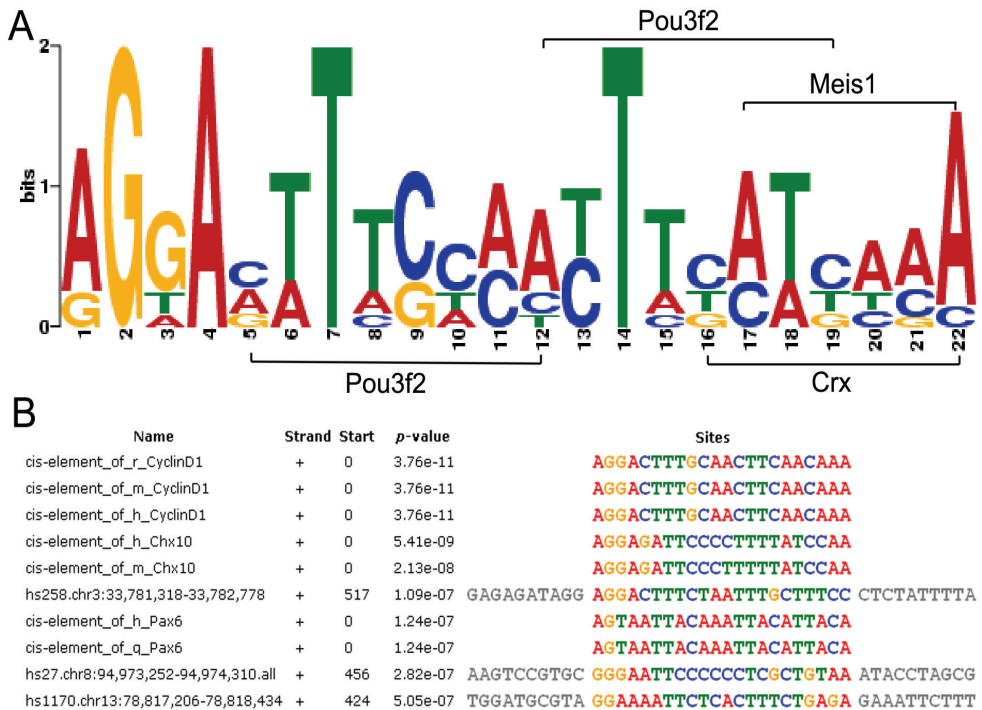 A
Pou3f2
Meis1
bits
2
1
0
1 2 3 4 5 6 7 8 9 10 11 12 13 14 15 16 17 18 19 20 21 22
Pou3f2
Crx
B
Name Strand Start p-value Sites
cis-element_of_r_CyclinD1 + 0 3.76e-11 AGGACTTTGCAACTTCAACAAA
cis-element_of_m_CyclinD1 + 0 3.76e-11 AGGACTTTGCAACTTCAACAAA
cis-element_of_h_CyclinD1 + 0 3.76e-11 AGGACTTTGCAACTTCAACAAA
cis-element_of_h_Chx10 + 0 5.41e-09 AGGAGATTCCCCTTTTATCCAA
cis-element_of_m_Chx10 + 0 2.13e-08 AGGAGATTCCCTTTTTATCCAA
hs258.chr3:33,781,318-33,782,778 + 517 1.09e-07 GAGAGATAGG AGGACTTTCTAATTTGCTTTCC CTCTATTTTA
cis-element_of_h_Pax6 + 0 1.24e-07 AGTAATTACAAATTACATTACA
cis-element_of_q_Pax6 + 0 1.24e-07 AGTAATTACAAATTACATTACA
hs27.chr8:94,973,252-94,974,310.all + 456 2.82e-07 AAGTCCGTGC GGGAATTCCCCCCTCGCTGTAA ATACCTAGCG
hs1170.chr13:78,817,206-78,818,434 + 424 5.05e-07 TGGATGCGTA GGAAAATTCTCACTTTCTGAGA GAAATTCTTT